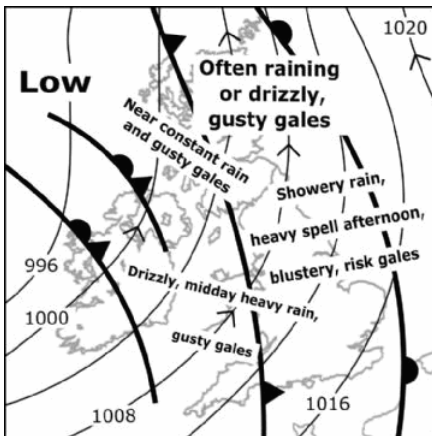 1020
Low
Often raining
or drizzly,
gusty gales
Near constant rain
and gusty gales
Showery rain,
heavy spell afternoon,
blustery, risk gales
996
Drizzly, midday heavy rain,
1000
gusty gales
1008
1016